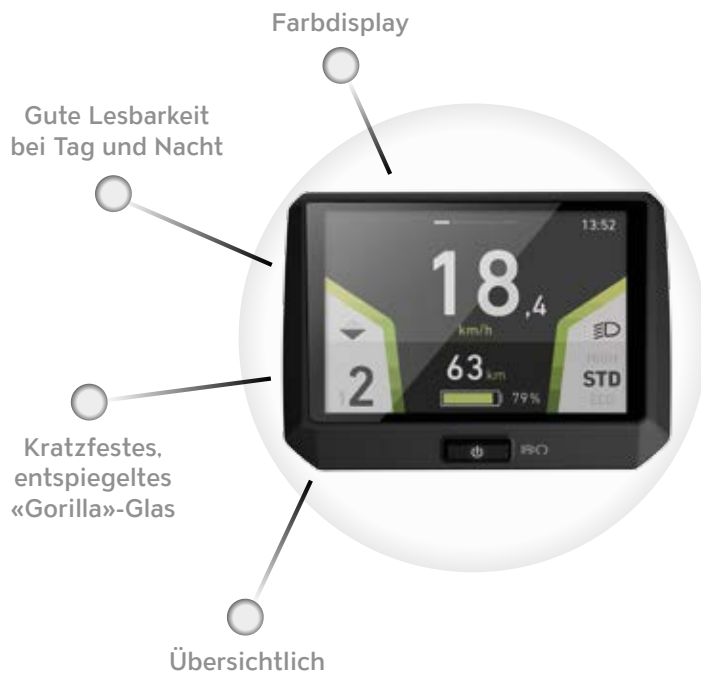 Farbdisplay
Gute Lesbarkeit
bei Tag und Nacht
13:52
18,4
km/h
HIGH
63 km
STD
2
79%
ECO
Kratzfestes,
entspiegeltes
«Gorilla»-Glas
Übersichtlich